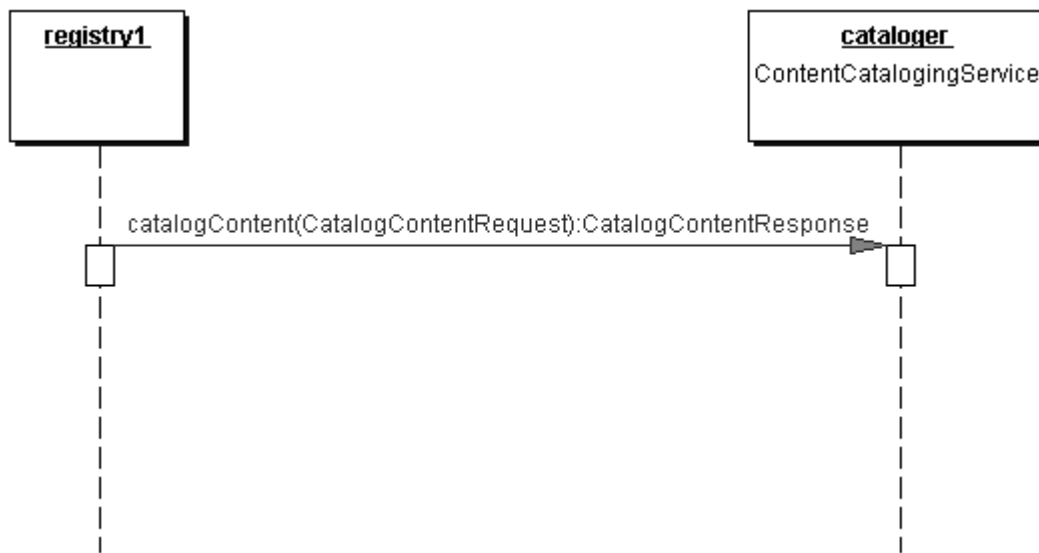 registry1
cataloger
ContentCatalogingService
catalogContent(CatalogContentRequest):CatalogContentResponse